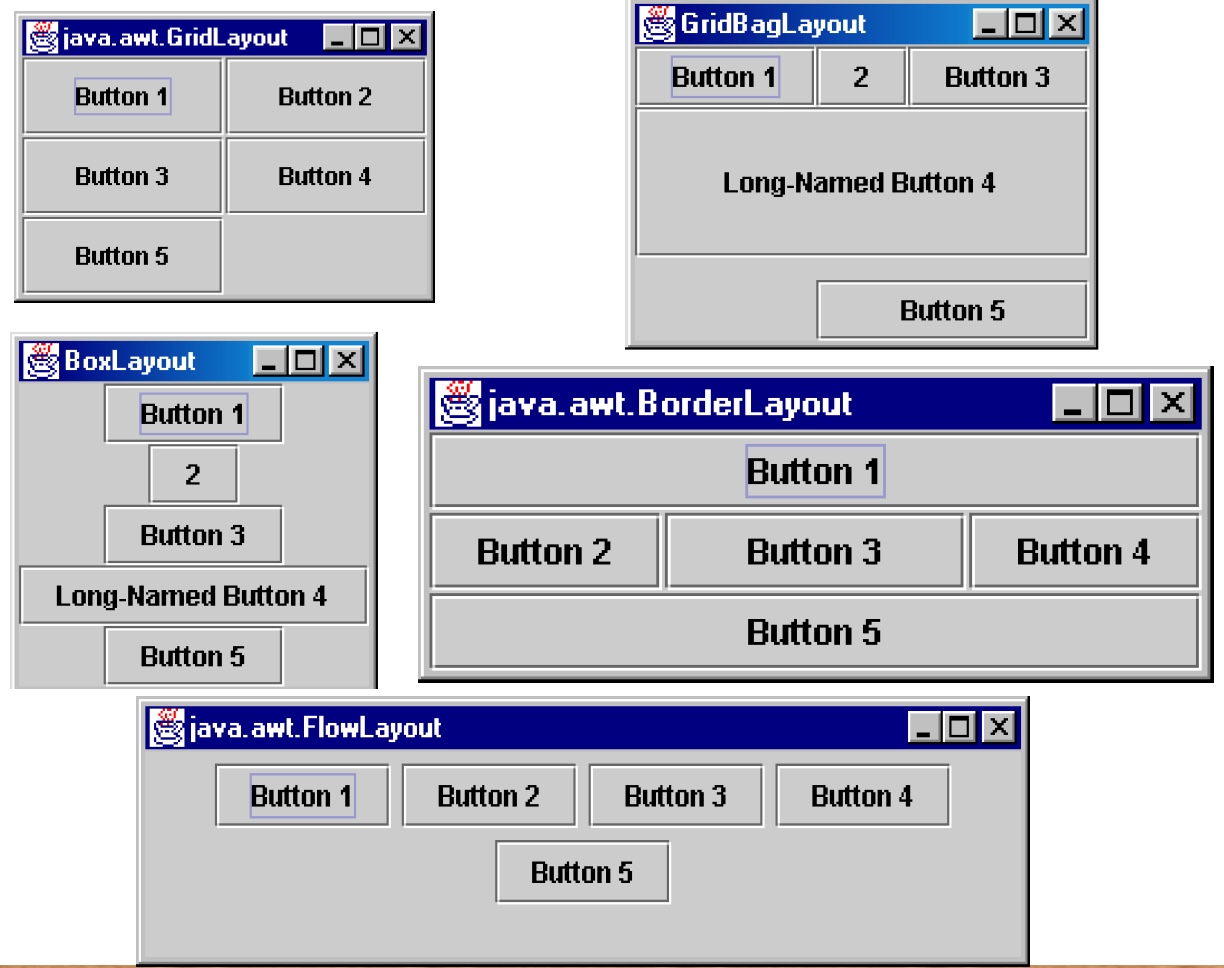 java.awt.GridLayout
Button 1 Button 2
Button 3 Button 4
Button 5
GridBagLayout
Button 1 2 Button 3
Long-Named Button 4
Button 5
BoxLayout
Button 1
2
Button 3
Long-Named Button 4
Button 5
java.awt.BorderLayout
Button 1
Button 2 Button 3 Button 4
Button 5
java.awt.FlowLayout
Button 1 Button 2 Button 3 Button 4
Button 5